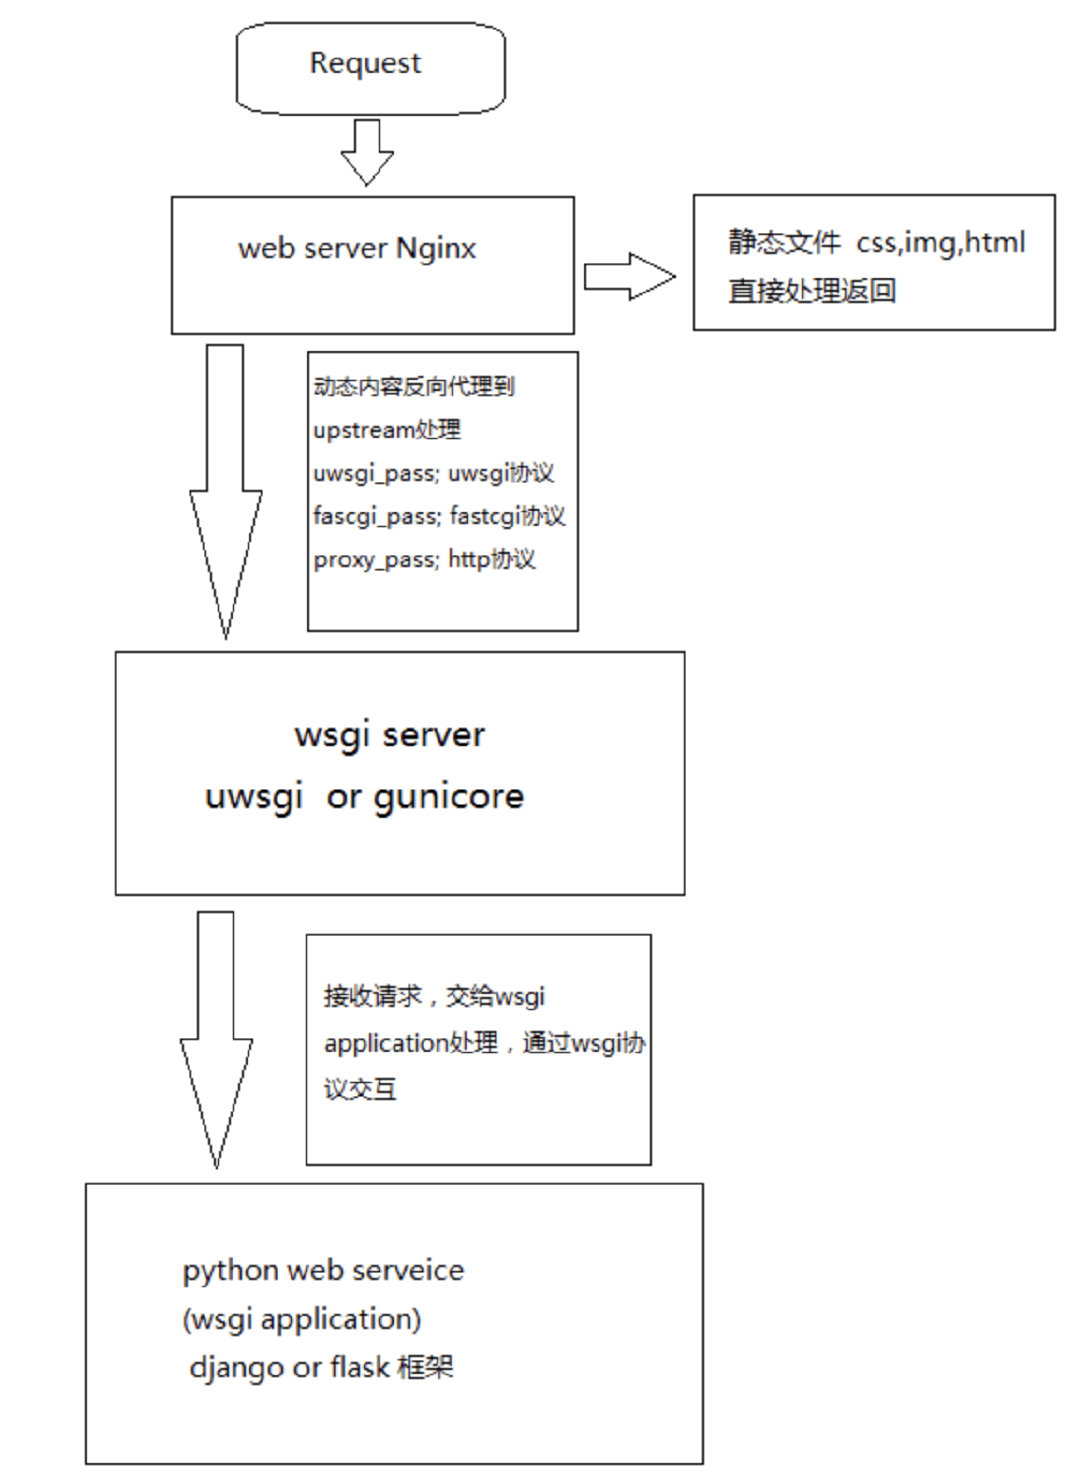 Request
web server Nginx
静态文件 css,img,html
直接处理返回
动态内容反向代理到
upstream处理
uwsgi_pass; uwsgi协议
fascgi_pass; fastcgi协议
proxy_pass; http协议
wsgi server
uwsgi or gunicore
接收请求，交给wsgi
application处理，通过wsgi协
议交互
python web serveice
(wsgi application)
django or flask 框架